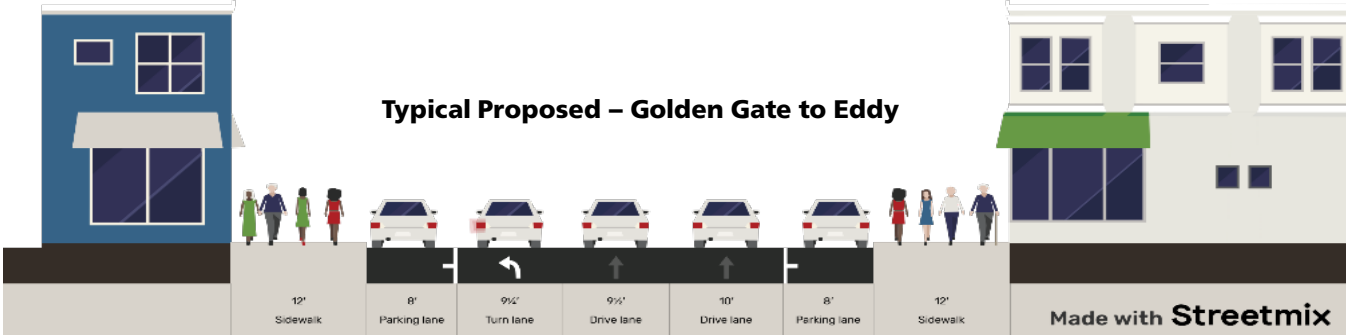 Typical Proposed – Golden Gate to Eddy
12' 8' 9¼' 9½' 10' 8' 12'
Sidewalk Parking lane Turn lane Drive lane Drive lane Parking lane Sidewalk
Made with Streetmix